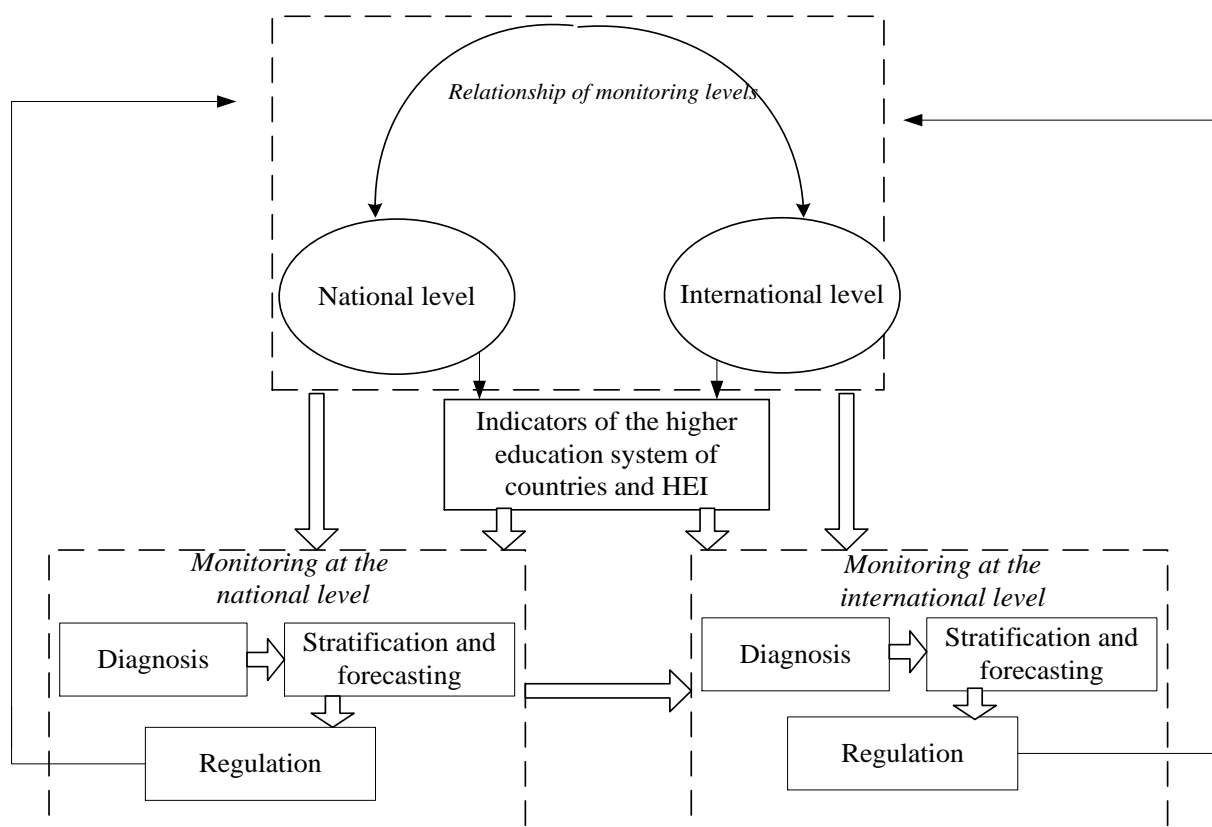 Relationship of monitoring levels
National level
International level
Indicators of the higher
education system of
countries and HEI
Monitoring at the
national level
Diagnosis
Stratification and
forecasting
Regulation
Monitoring at the
international level
Diagnosis
Stratification and
forecasting
Regulation